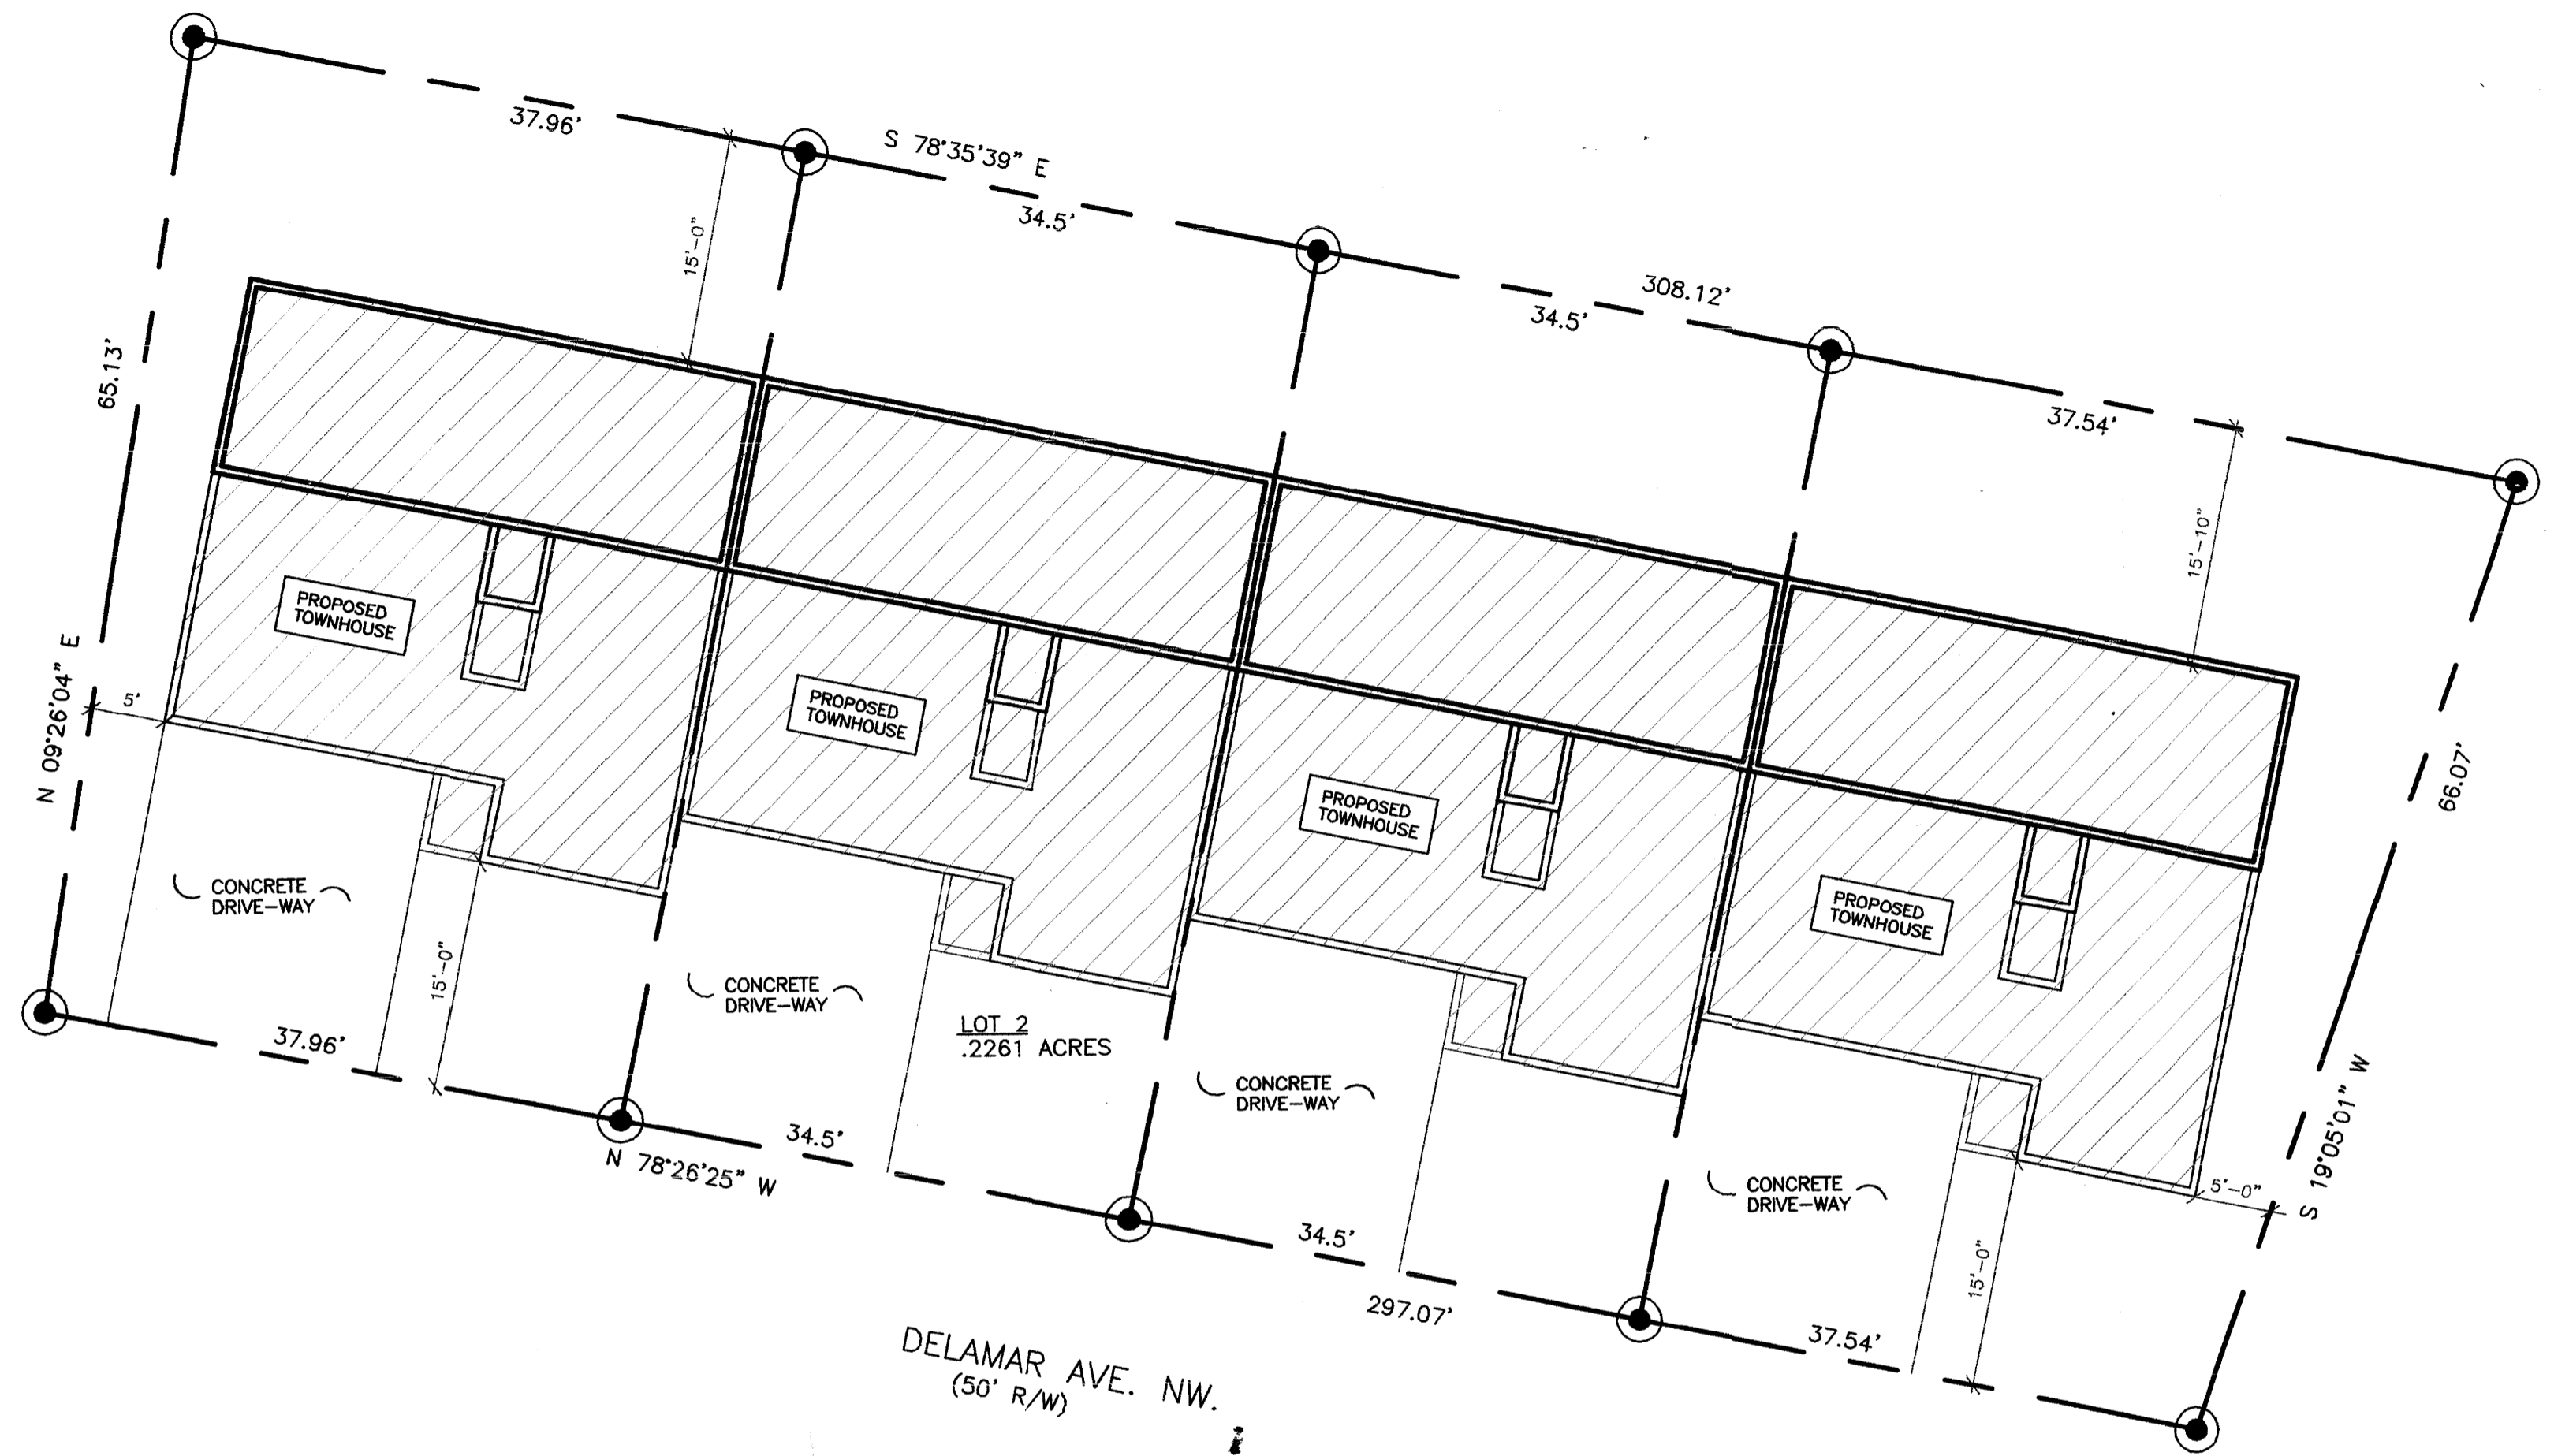 37.96’
S 78°35’39” E
34.5’
308.12’
34.5’
37.54’
15’-0”
15’-10”
65.13’
N 09°26’04” E
5’
PROPOSED
TOWNHOUSE
PROPOSED
TOWNHOUSE
PROPOSED
TOWNHOUSE
PROPOSED
TOWNHOUSE
66.07’
S 19°05’01” W
5’-0”
CONCRETE
DRIVE-WAY
15’-0”
CONCRETE
DRIVE-WAY
LOT 2
.2261 ACRES
CONCRETE
DRIVE-WAY
CONCRETE
DRIVE-WAY
15’-0”
37.96’
34.5’
N 78°26’25” W
34.5’
297.07’
37.54’
DELAMAR AVE. NW.
(50’ R/W)